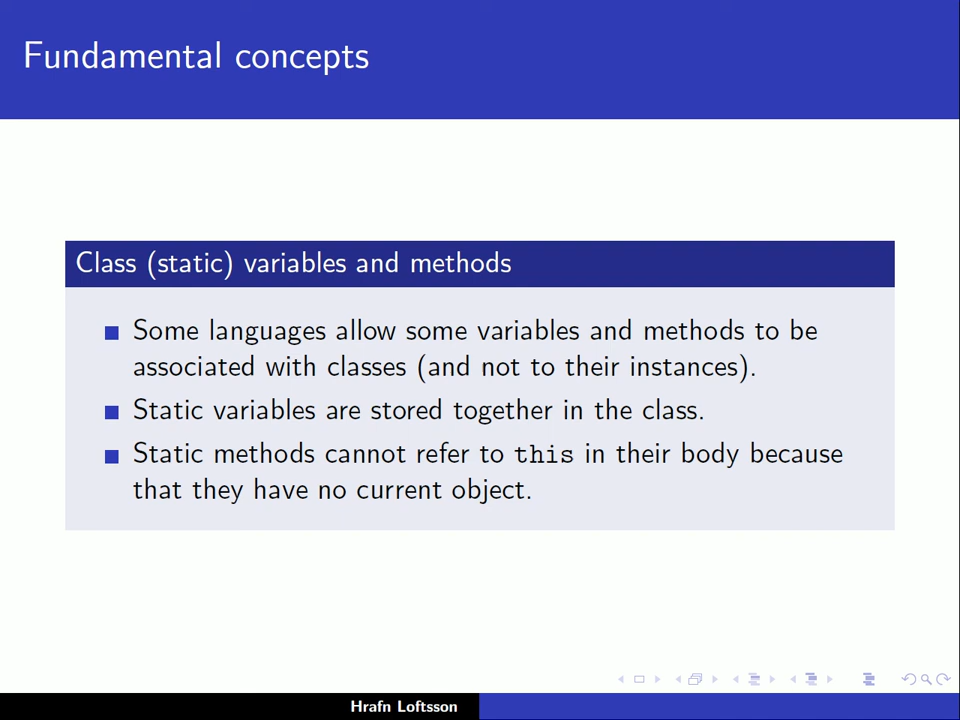 Fundamental concepts
Class (static) variables and methods
Some languages allow some variables and methods to be
associated with classes (and not to their instances).
Static variables are stored together in the class.
Static methods cannot refer to this in their body because
that they have no current object.
Hrafn Loftsson